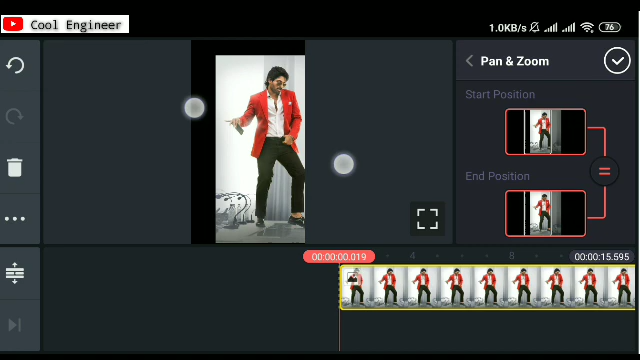 Cool Engineer
1.0KB/s
76
Pan & Zoom
Start Position
End Position
00:00:00.019
4
8
00:00:15.595